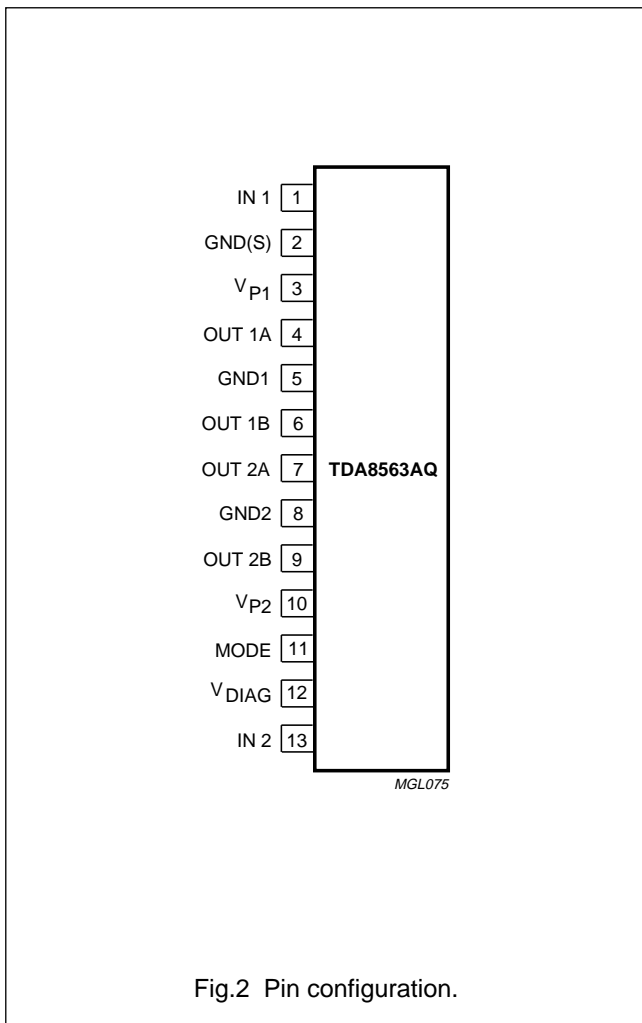 IN 1 1
GND(S) 2
VP1 3
OUT 1A 4
GND1 5
OUT 1B 6
OUT 2A 7 TDA8563AQ
GND2 8
OUT 2B 9
VP2 10
MODE 11
VDIAG 12
IN 2 13
MGL075
Fig.2 Pin configuration.